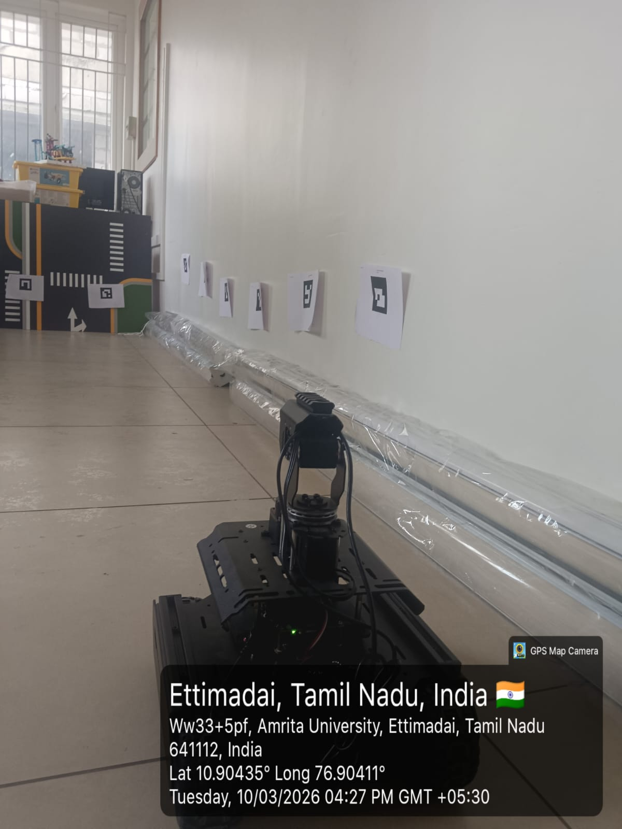 GPS Map Camera
Ettimadai, Tamil Nadu, India 🇮🇳
Ww33+5pf, Amrita University, Ettimadai, Tamil Nadu
641112, India
Lat 10.90435° Long 76.90411°
Tuesday, 10/03/2026 04:27 PM GMT +05:30